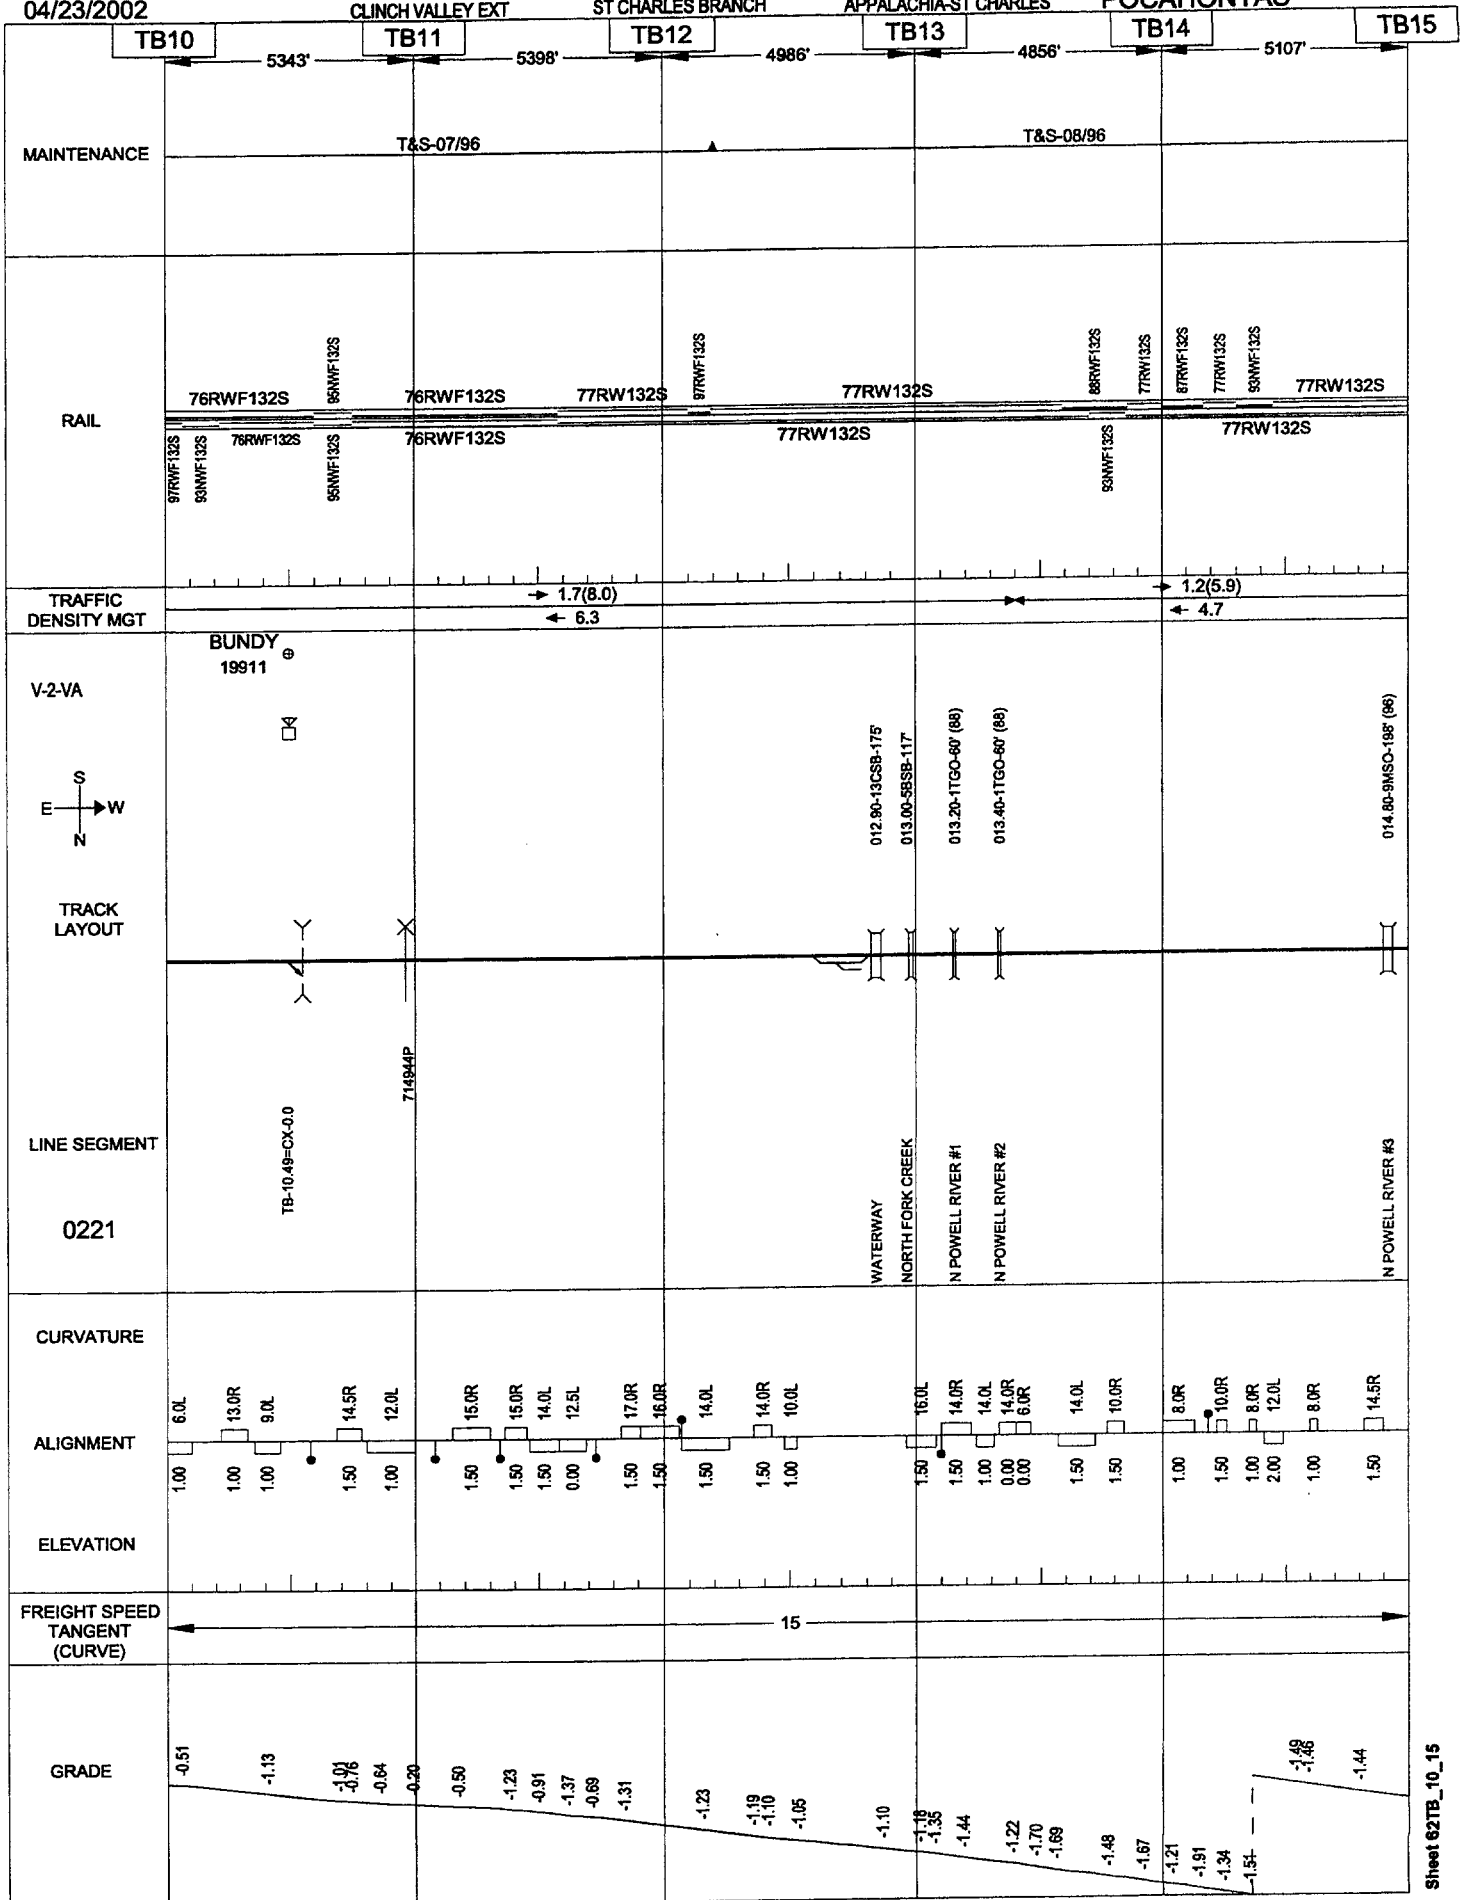 04/23/2002 CLINCH VALLEY EXT ST CHARLES BRANCH APPALACHIA-ST CHARLES POCAHONTAS
TB10 TB11 TB12 TB13 TB14 TB15
5343' 5398' 4986' 4856' 5107'
MAINTENANCE
T&S-07/96 T&S-08/96
RAIL
95NWF132S 97RWF132S 88RWF132S 77RW132S 87RWF132S 77RW132S 93NWF132S
76RWF132S 76RWF132S 77RW132S 77RW132S 77RW132S
76RWF132S 76RWF132S 77RW132S 77RW132S
97RWF132S 93NWF132S 95NWF132S 93NWF132S
TRAFFIC
DENSITY MGT
1.7(8.0) 1.2(5.9)
6.3 4.7
BUNDY
19911
V-2-VA
S
E W
N
012.90-13CSB-175'
013.00-5BSB-117'
013.20-1TGO-60' (88)
013.40-1TGO-60' (88)
014.80-9MSO-198' (96)
TRACK
LAYOUT
714944P
TB-10.49=CX-0.0
LINE SEGMENT
0221
WATERWAY
NORTH FORK CREEK
N POWELL RIVER #1
N POWELL RIVER #2
N POWELL RIVER #3
CURVATURE
6.0L 13.0R 9.0L 14.5R 12.0L 15.0R 15.0R 14.0L 12.5L 17.0R 16.0R 14.0L 14.0R 10.0L 16.0L 14.0R 14.0L 14.0R 6.0R 14.0L 10.0R 8.0R 10.0R 8.0R 12.0L 8.0R 14.5R
ALIGNMENT
1.00 1.00 1.00 1.50 1.00 1.50 1.50 1.50 0.00 1.50 1.50 1.50 1.50 1.00 1.50 1.50 1.00 0.00 0.00 1.50 1.50 1.00 1.50 1.00 2.00 1.00 1.50
ELEVATION
FREIGHT SPEED
TANGENT
(CURVE)
15
GRADE
-0.51 -1.13 -1.01 -0.76 -0.64 -0.20 -0.50 -1.23 -0.91 -1.37 -0.69 -1.31 -1.23 -1.19 -1.10 -1.05 -1.10 -1.18 -1.35 -1.44 -1.22 -1.70 -1.69 -1.48 -1.67 -1.21 -1.91 -1.34 -1.51 -1.49 -1.46 -1.44
Sheet 62TB_10_15